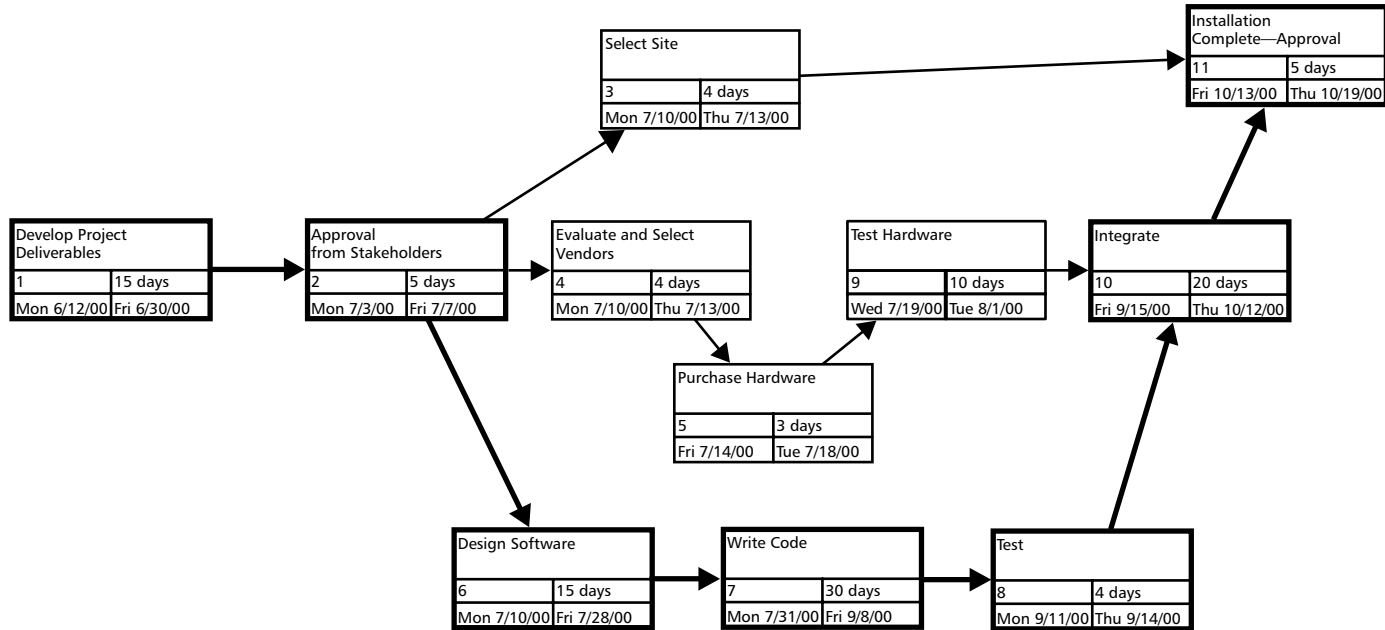 Installation
Complete—Approval
11 5 days
Fri 10/13/00 Thu 10/19/00
Select Site
3 4 days
Mon 7/10/00 Thu 7/13/00
Develop Project
Deliverables
1 15 days
Mon 6/12/00 Fri 6/30/00
Approval
from Stakeholders
2 5 days
Mon 7/3/00 Fri 7/7/00
Evaluate and Select
Vendors
4 4 days
Mon 7/10/00 Thu 7/13/00
Test Hardware
9 10 days
Wed 7/19/00 Tue 8/1/00
Integrate
10 20 days
Fri 9/15/00 Thu 10/12/00
Purchase Hardware
5 3 days
Fri 7/14/00 Tue 7/18/00
Design Software
6 15 days
Mon 7/10/00 Fri 7/28/00
Write Code
7 30 days
Mon 7/31/00 Fri 9/8/00
Test
8 4 days
Mon 9/11/00 Thu 9/14/00